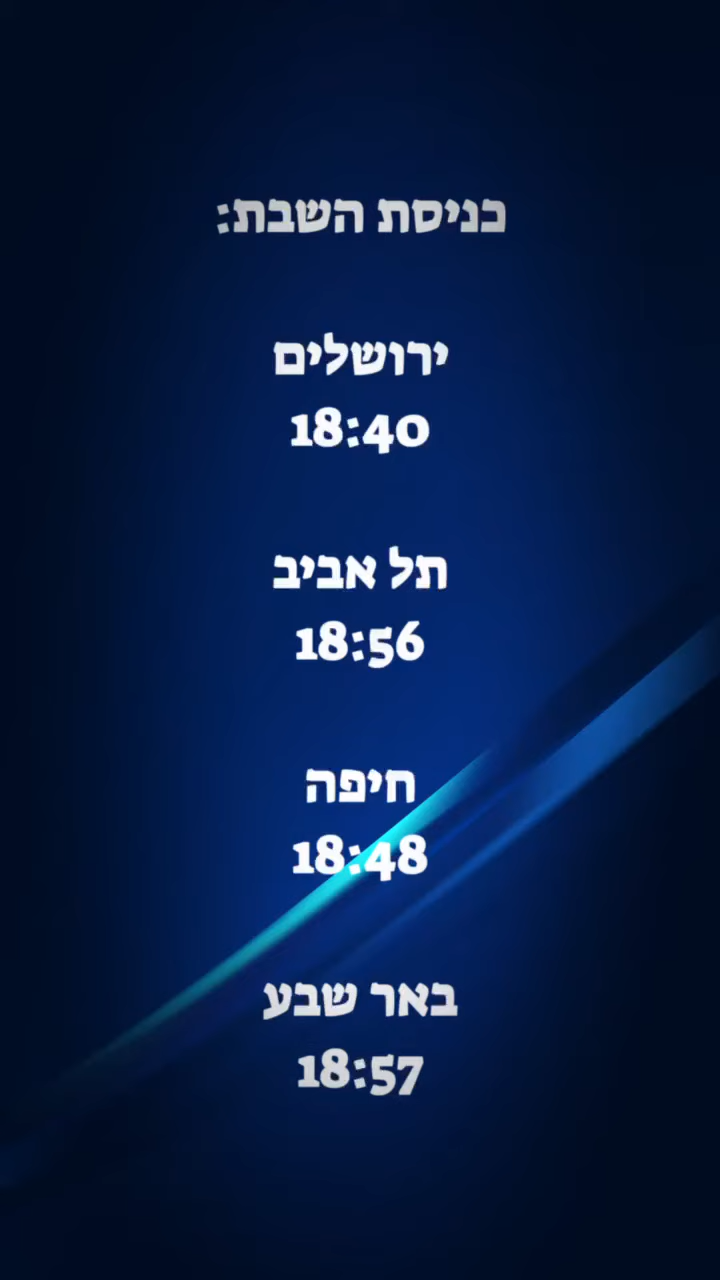 כניסת השבת:
ירושלים
18:40
תל אביב
18:56
חיפה
18:48
באר שבע
18:57